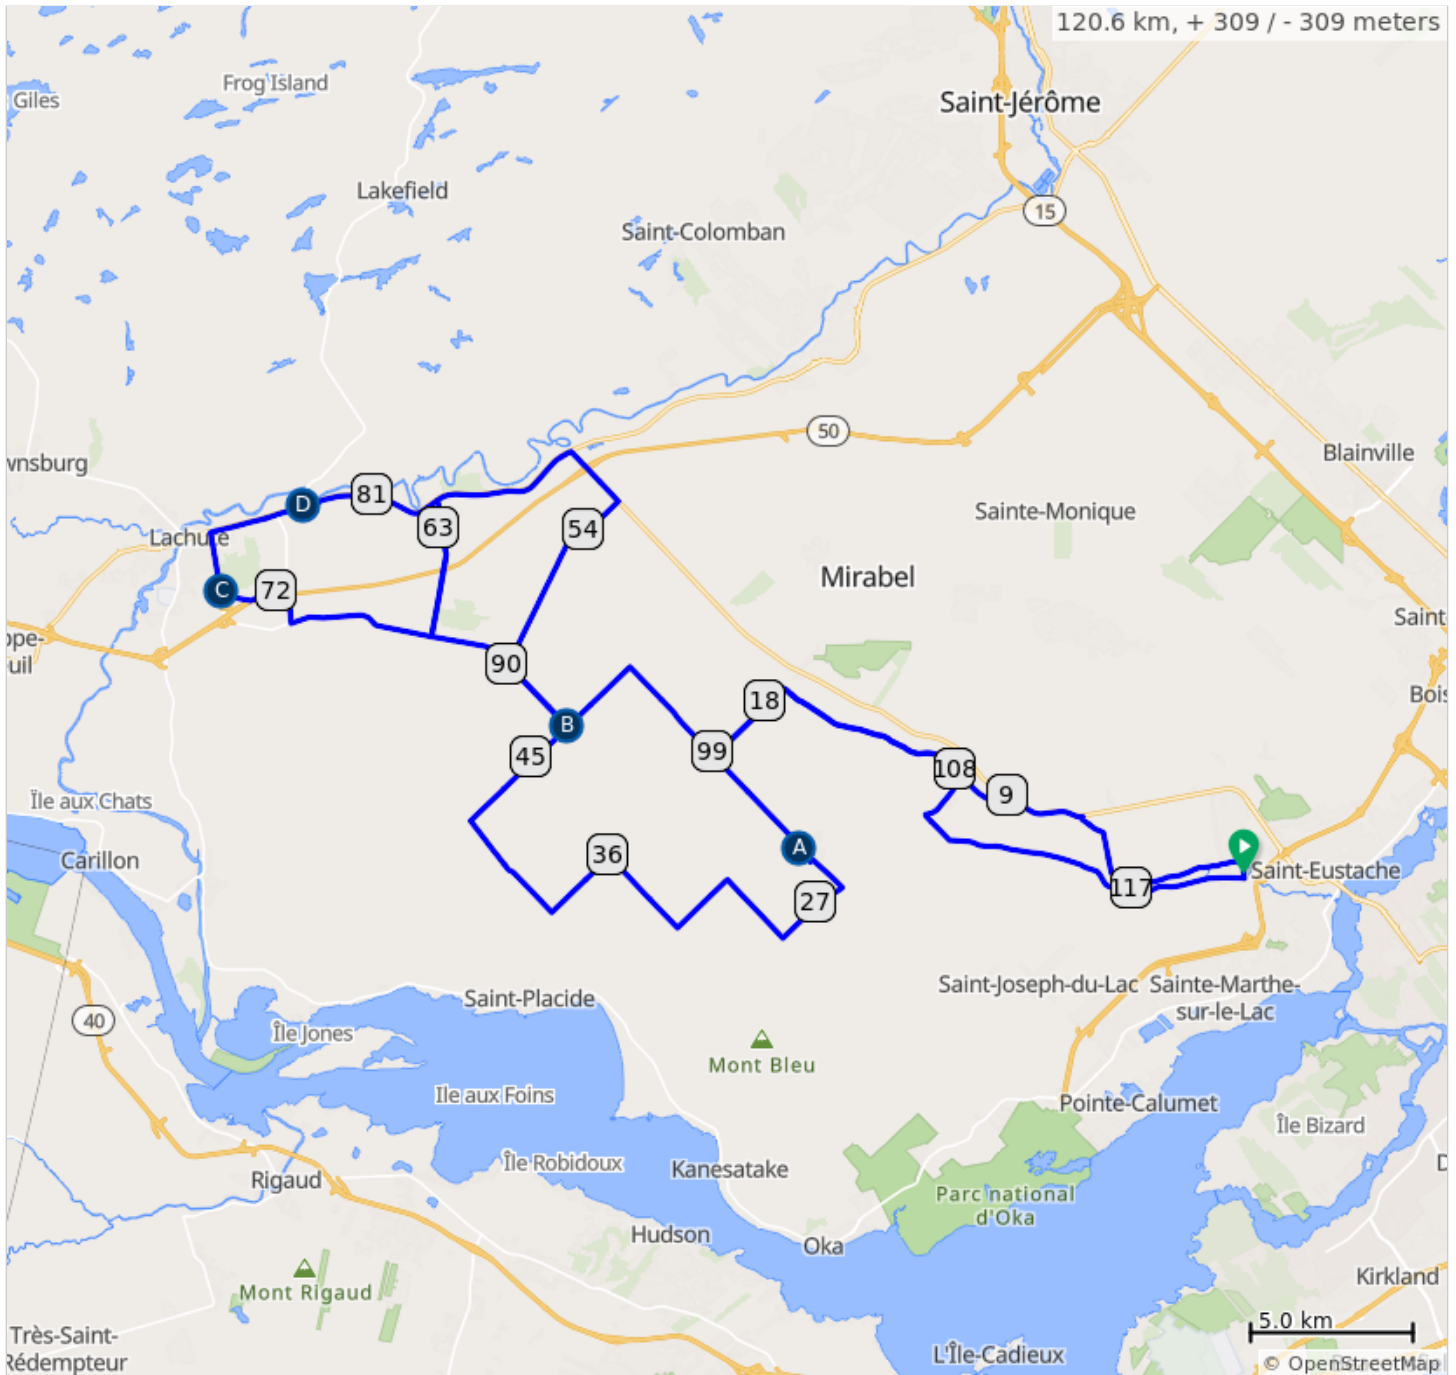 120.6 km, + 309 / - 309 meters
Frog Island
Giles
Saint-Jérôme
Lakefield
15
Saint-Colomban
50
Blainville
wnsburg
D
81
63
54
Sainte-Monique
Lachute
C
72
Mirabel
Saint
ppe-
uil
90
18
Bois
B
45
99
108
9
Île aux Chats
A
36
Carillon
117
Saint-Eustache
27
Saint-Joseph-du-Lac
Sainte-Marthe-
sur-le-Lac
Saint-Placide
40
Île Jones
Mont Bleu
Ile aux Foins
Pointe-Calumet
Île Bizard
Île Robidoux
Kanesatake
Rigaud
Parc national
d'Oka
Hudson
Oka
Mont Rigaud
Kirkland
5.0 km
Très-Saint-
Rédempteur
L'Île-Cadieux
© OpenStreetMap